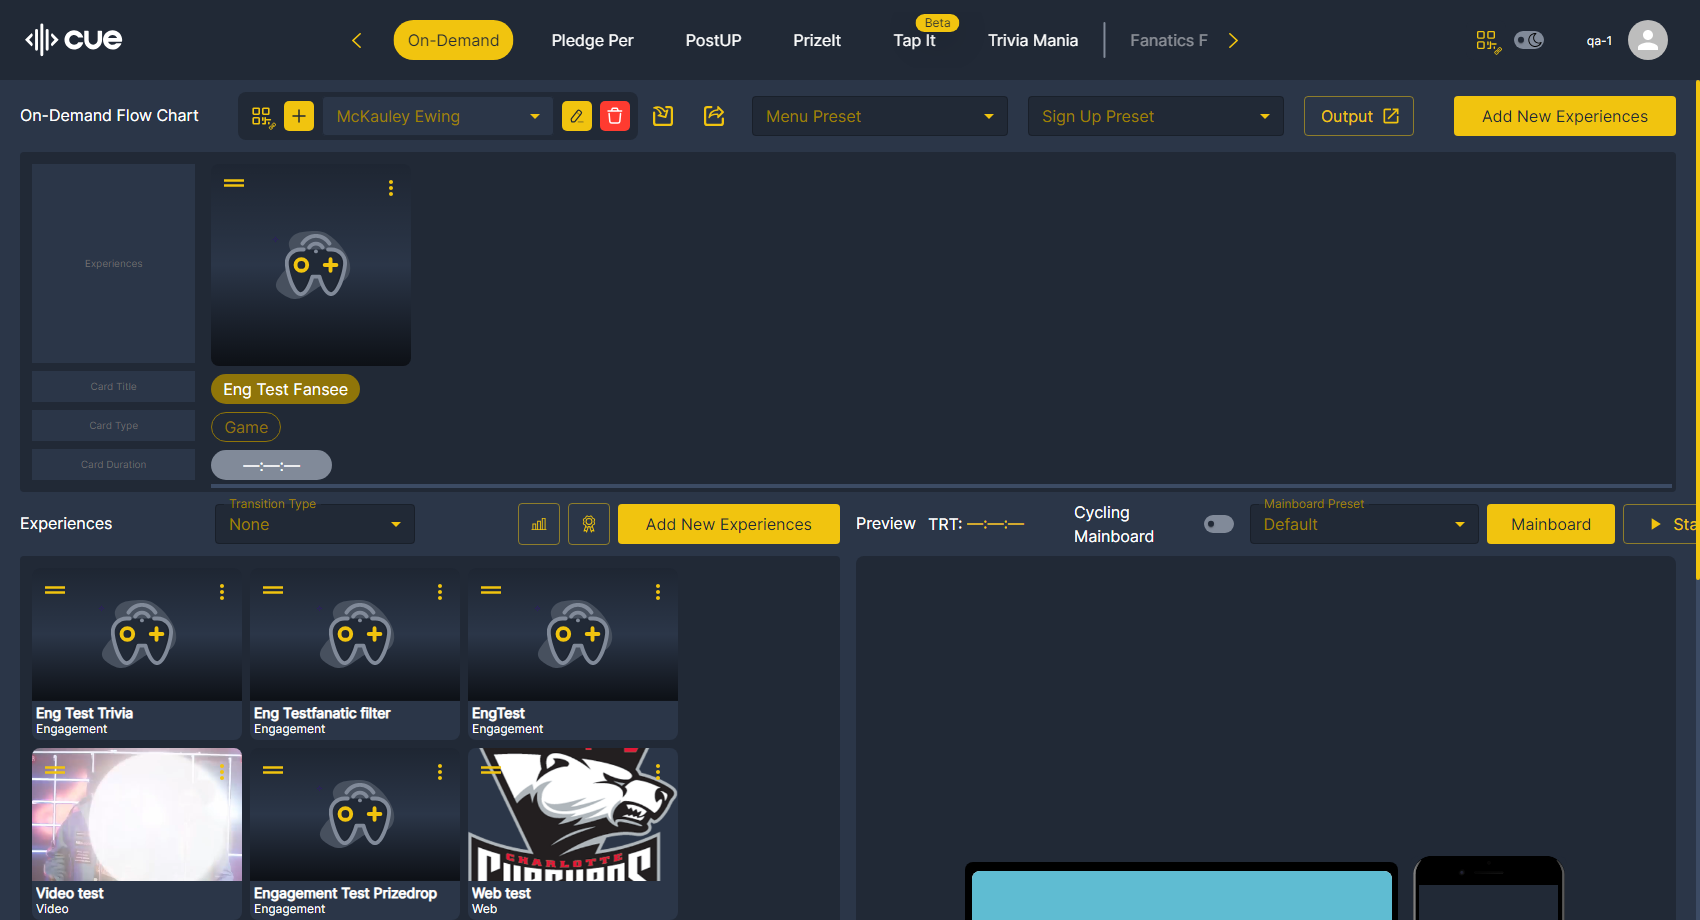 cue
On-Demand
Pledge Per
PostUP
PrizeIt
Beta
Tap It
Trivia Mania
Fanatics F
qa-1
On-Demand Flow Chart
McKauley Ewing
Menu Preset
Sign Up Preset
Output
Add New Experiences
Experiences
Card Title
Eng Test Fansee
Card Type
Game
Card Duration
—:—:—
Experiences
Transition Type
None
Add New Experiences
Preview
TRT: —:—:—
Cycling
Mainboard
Mainboard Preset
Default
Mainboard
Sta
Eng Test Trivia
Engagement
Eng Testfanatic filter
Engagement
EngTest
Engagement
CHARLOTTE
Video test
Video
Engagement Test Prizedrop
Engagement
Web test
Web